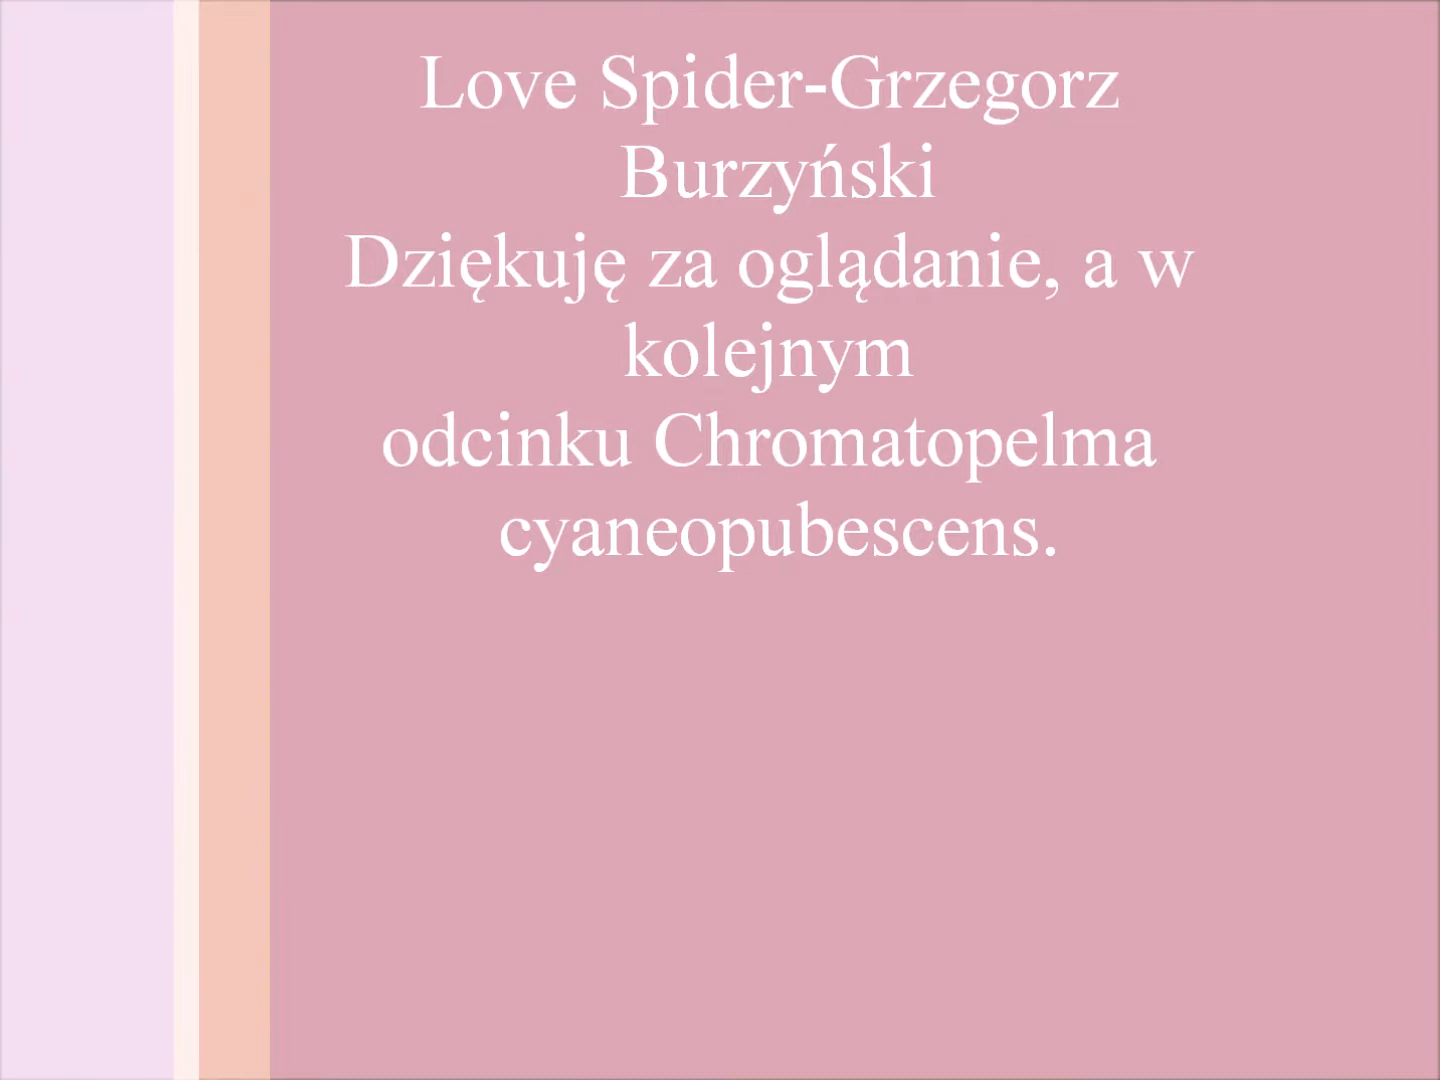 Love Spider-Grzegorz
Burzyński
Dziękuję za oglądanie, a w
kolejnym
odcinku Chromatopelma
cyaneopubescens.